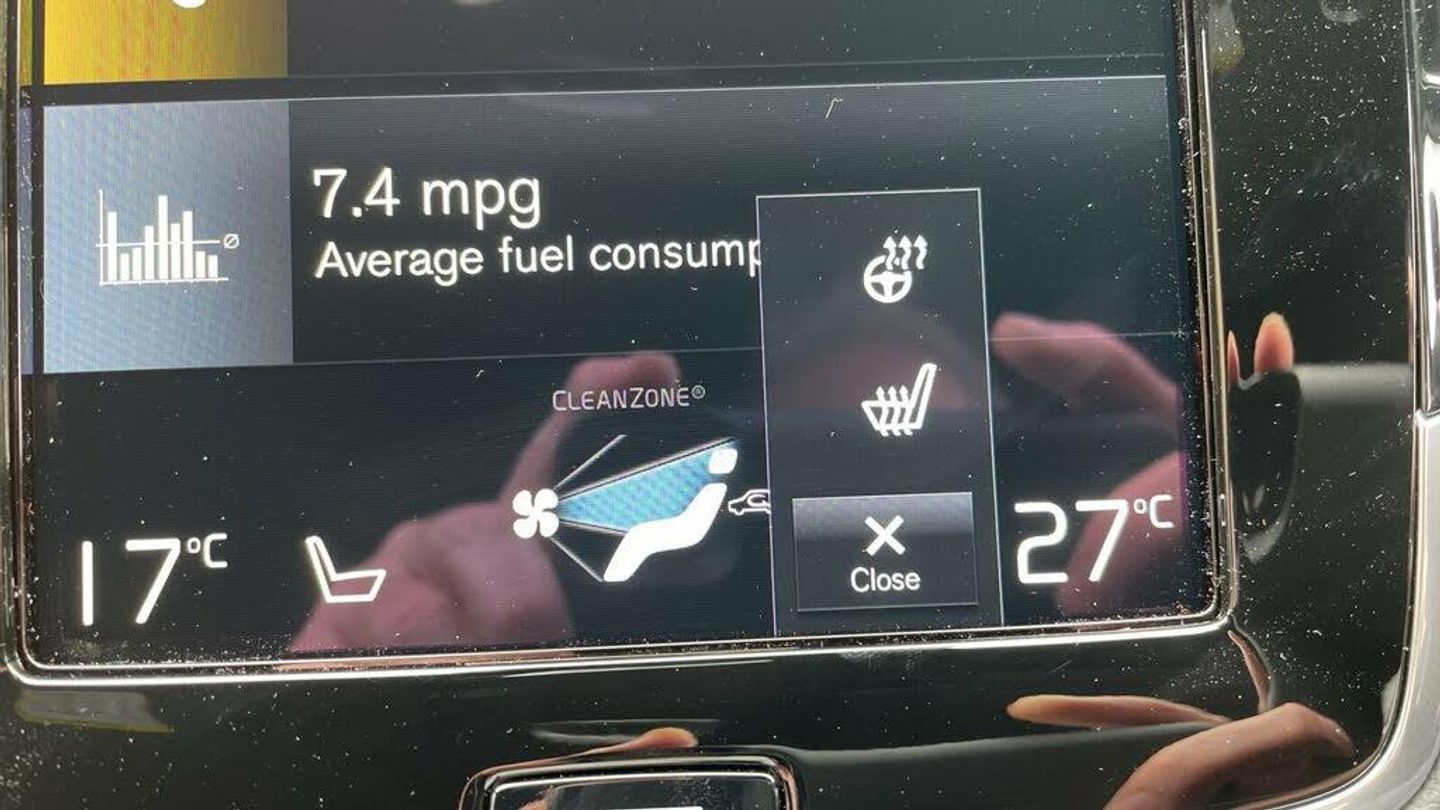 7.4 mpg
Average fuel consump
CLEANZONE®
17°C
27°C
Close